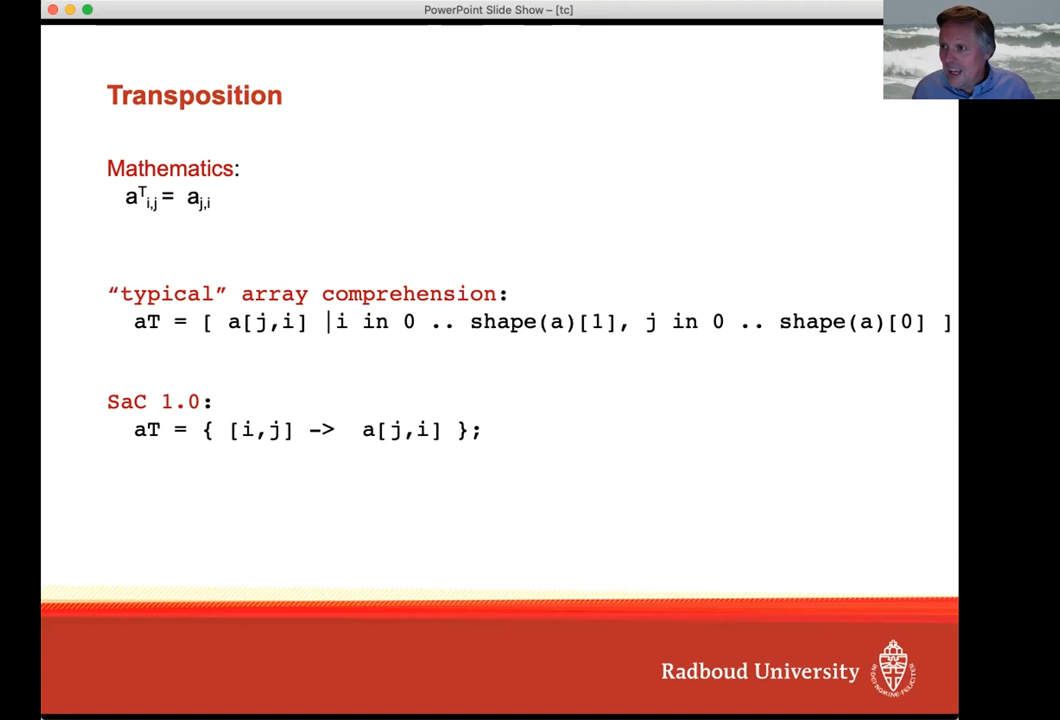 PowerPoint Slide Show – [tc]
Transposition
Mathematics:
aᵀi,j = aj,i
“typical” array comprehension:
aT = [ a[j,i] |i in 0 .. shape(a)[1], j in 0 .. shape(a)[0] ]
SaC 1.0:
aT = { [i,j] -> a[j,i] };
Radboud University